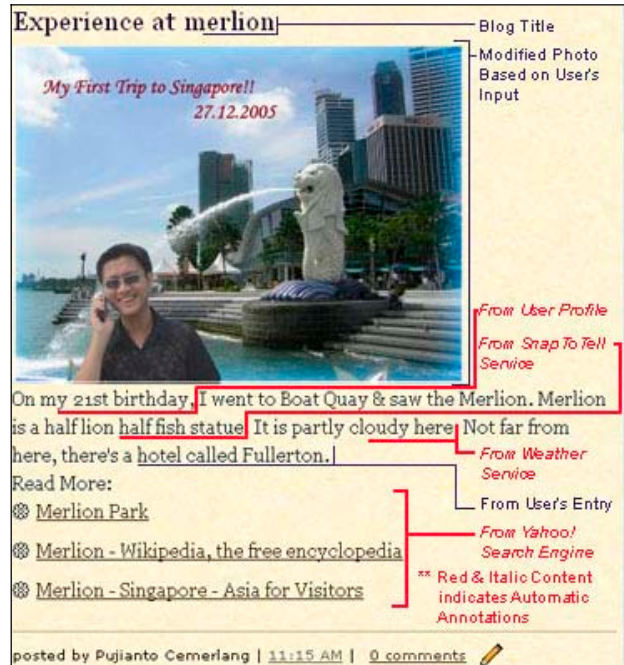 Experience at merlion
Blog Title
Modified Photo
Based on User's
Input
My First Trip to Singapore!!
27.12.2005
From User Profile
From SnapToTell
Service
On my 21st birthday, I went to Boat Quay & saw the Merlion. Merlion
is a half lion half fish statue. It is partly cloudy here. Not far from
here, there's a hotel called Fullerton.
From Weather
Service
From User's Entry
Read More:
Merlion Park
Merlion - Wikipedia, the free encyclopedia
Merlion - Singapore - Asia for Visitors
From Yahoo!
Search Engine
** Red & Italic Content
indicates Automatic
Annotations
posted by Pujianto Cemerlang | 11:15 AM | 0 comments